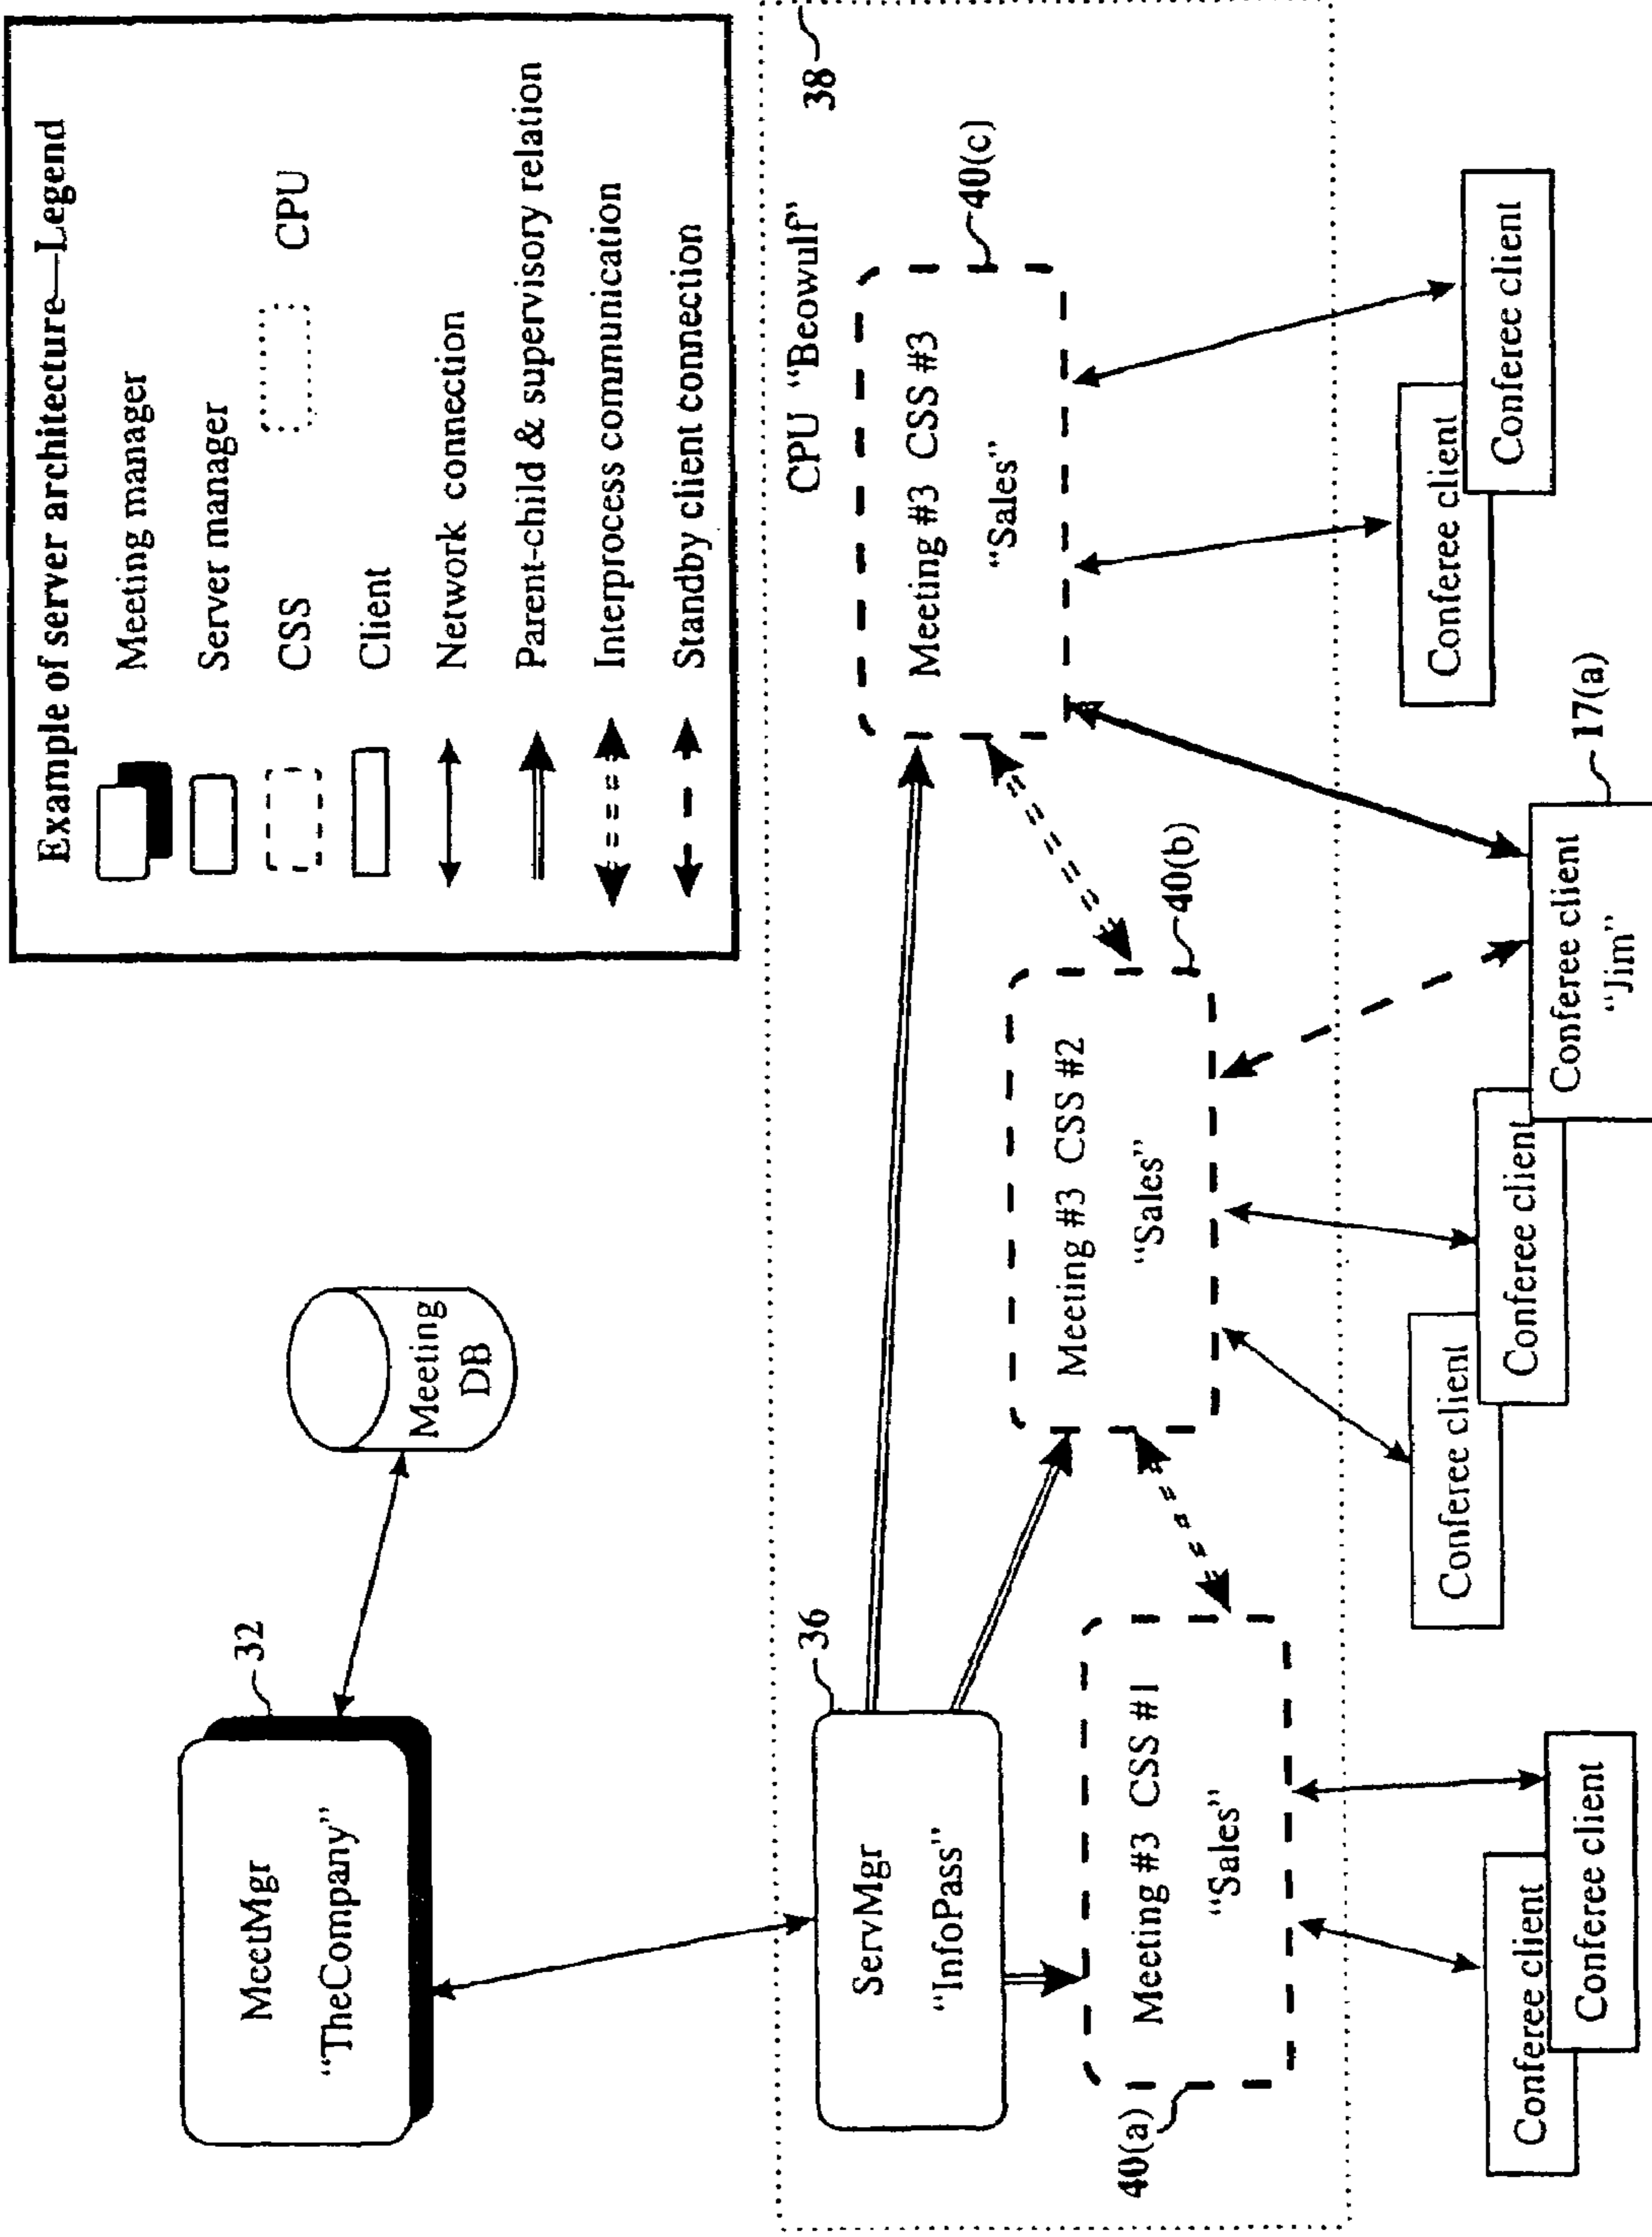 Example of server architecture—Legend
Meeting manager
Server manager
CSS
CPU
Client
Network connection
Parent-child & supervisory relation
Interprocess communication
Standby client connection
32
MeetMgr
“TheCompany”
Meeting
DB
38
CPU “Beowulf”
36
ServMgr
“InfoPass”
40(a)
Meeting #3 CSS #1
“Sales”
40(b)
Meeting #3 CSS #2
“Sales”
40(c)
Meeting #3 CSS #3
“Sales”
Conferee client
Conferee client
Conferee client
Conferee client
17(a)
Conferee client
“Jim”
Conferee client
Conferee client